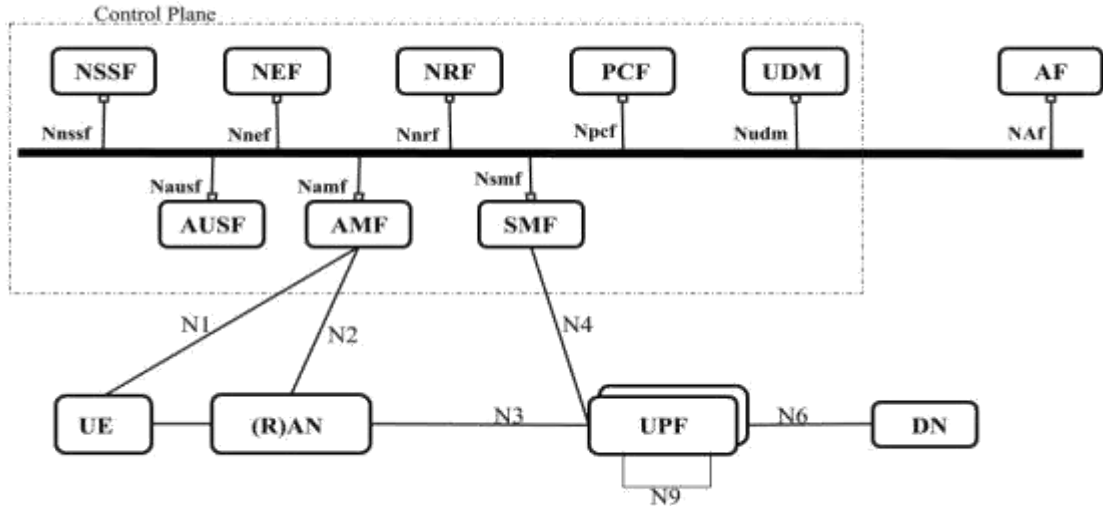 Control Plane
NSSF NEF NRF PCF UDM AF
Nnssf Nnef Nnrf Npcf Nudm NAf
Nausf Namf Nsmf
AUSF AMF SMF
N1 N2 N4
UE (R)AN N3 UPF N6 DN
N9